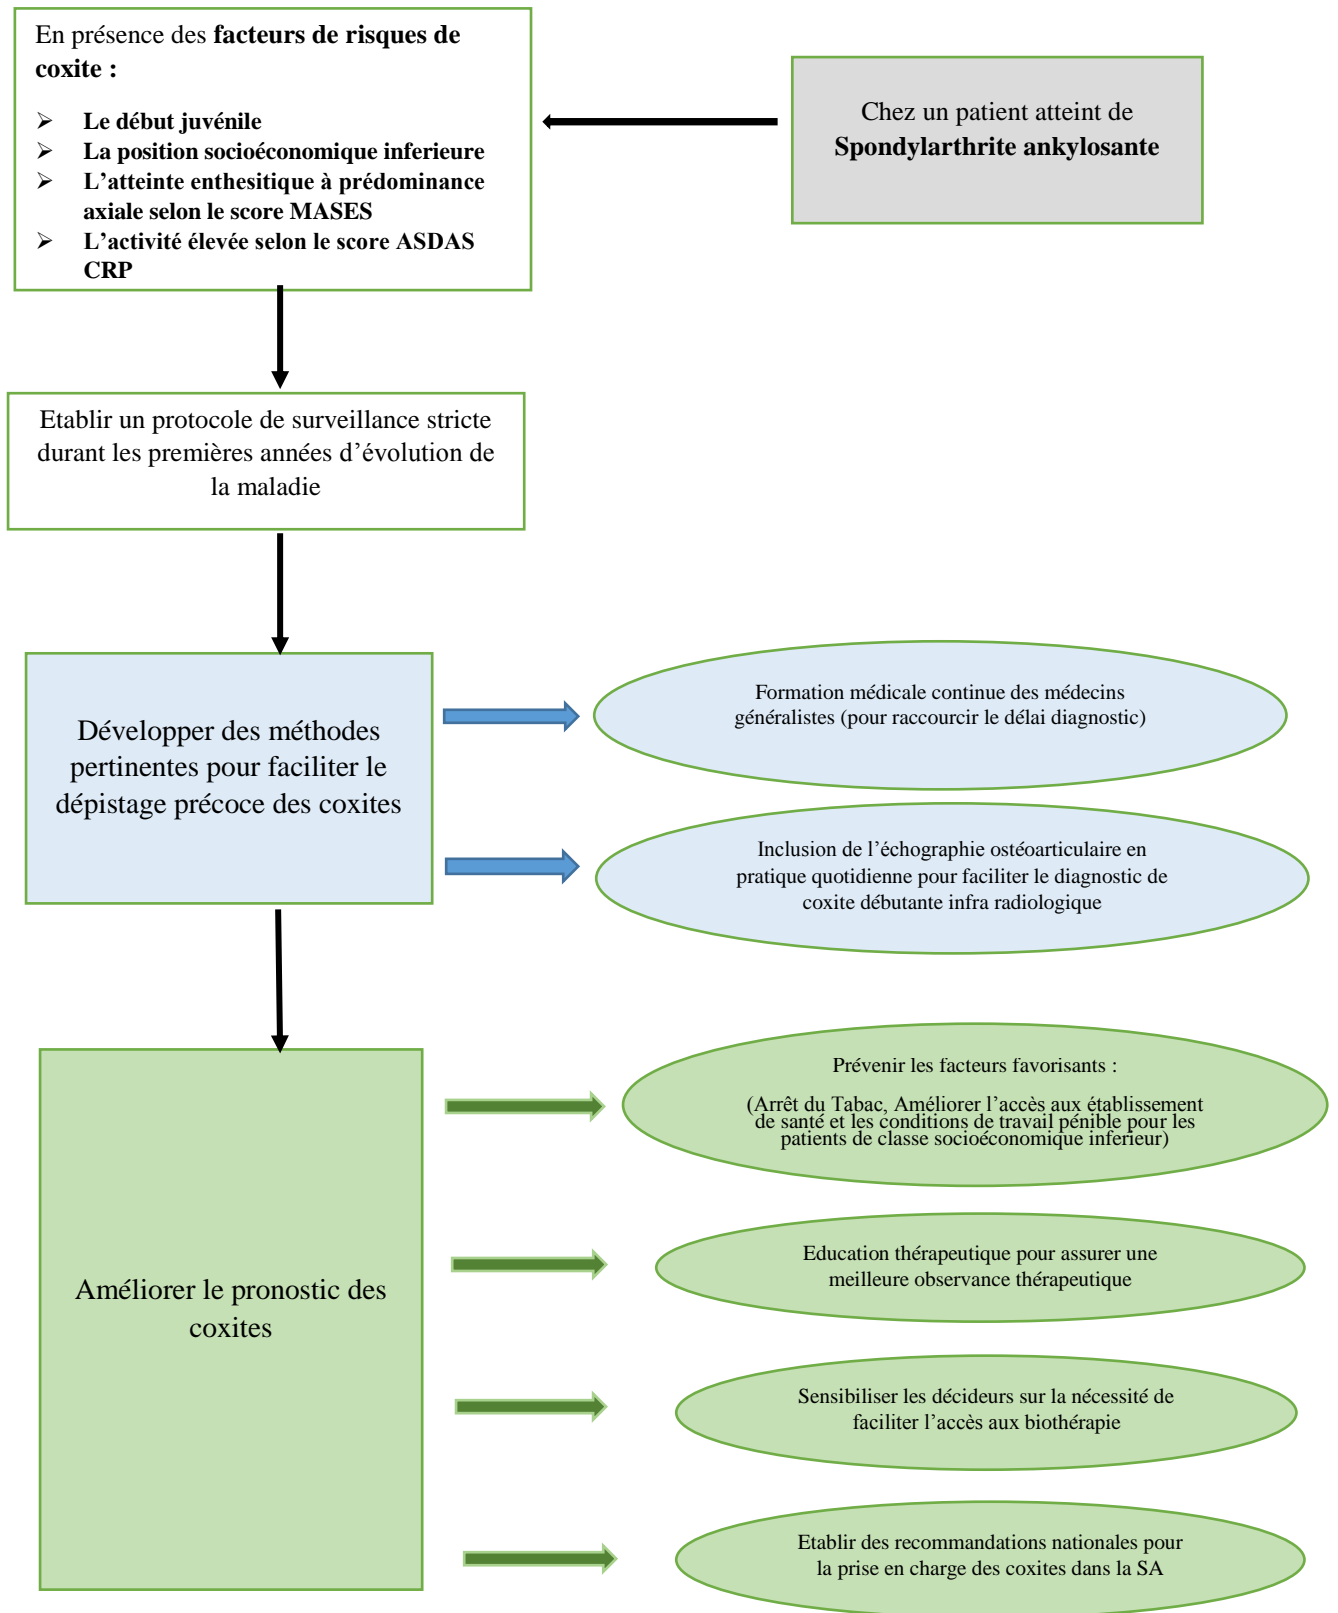 En présence des facteurs de risques de
coxite :
➢ Le début juvénile
➢ La position socioéconomique inferieure
➢ L’atteinte enthesitique à prédominance
axiale selon le score MASES
➢ L’activité élevée selon le score ASDAS
CRP
Chez un patient atteint de
Spondylarthrite ankylosante
Etablir un protocole de surveillance stricte
durant les premières années d’évolution de
la maladie
Développer des méthodes
pertinentes pour faciliter le
dépistage précoce des coxites
Formation médicale continue des médecins
généralistes (pour raccourcir le délai diagnostic)
Inclusion de l’échographie ostéoarticulaire en
pratique quotidienne pour faciliter le diagnostic de
coxite débutante infra radiologique
Améliorer le pronostic des
coxites
Prévenir les facteurs favorisants :
(Arrêt du Tabac, Améliorer l’accès aux établissement
de santé et les conditions de travail pénible pour les
patients de classe socioéconomique inferieur)
Education thérapeutique pour assurer une
meilleure observance thérapeutique
Sensibiliser les décideurs sur la nécessité de
faciliter l’accès aux biothérapie
Etablir des recommandations nationales pour
la prise en charge des coxites dans la SA